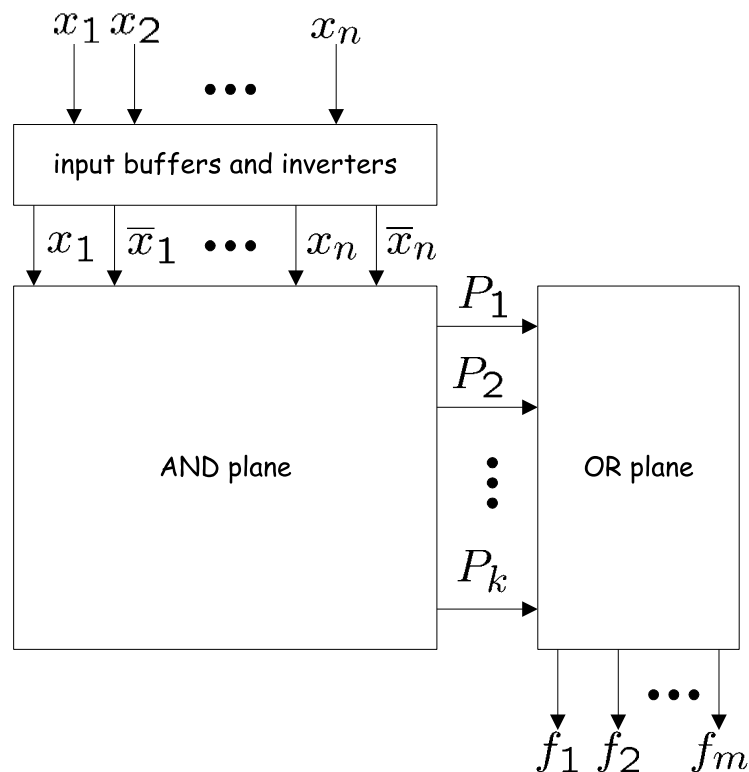 x₁ x₂ ••• xₙ
input buffers and inverters
x₁ x̅₁ ••• xₙ x̅ₙ
P₁
P₂
AND plane
OR plane
Pₖ
f₁ f₂ ••• fₘ